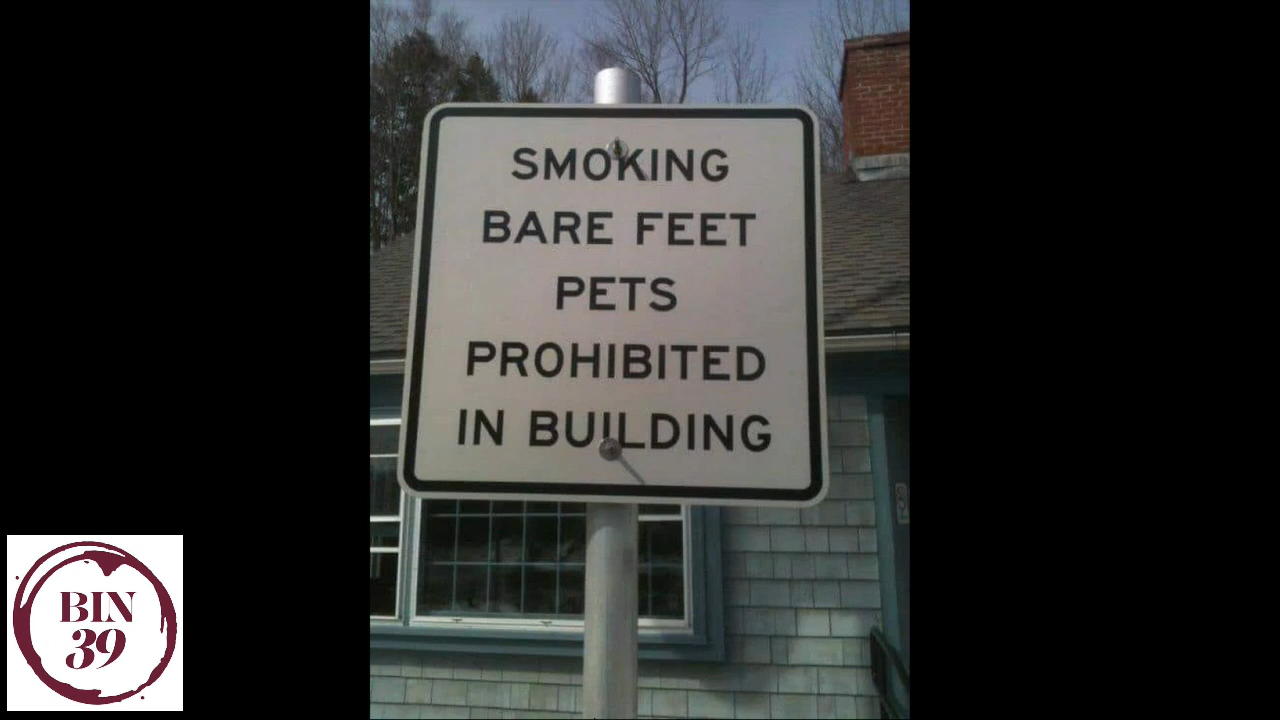 SMOKING
BARE FEET
PETS
PROHIBITED
IN BUILDING
BIN
39